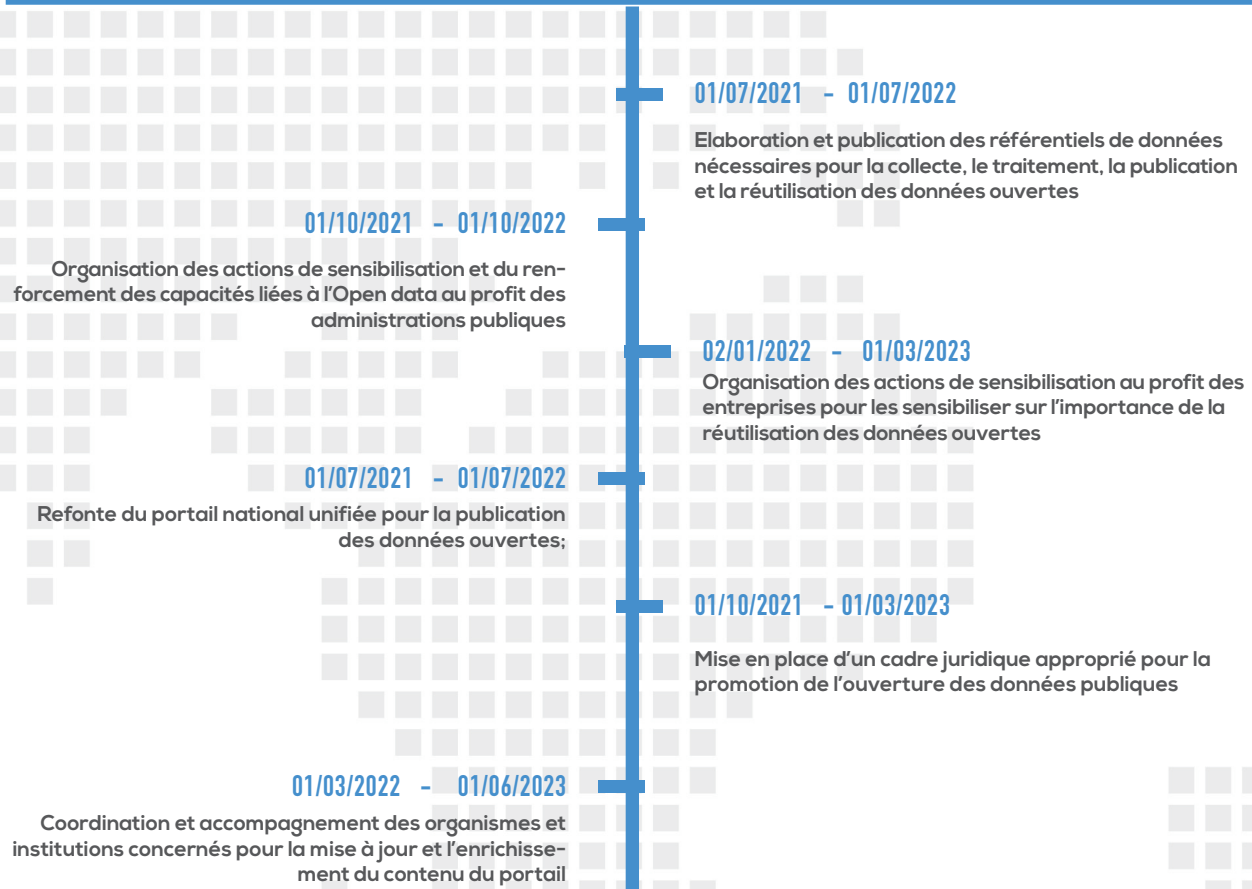 01/07/2021 - 01/07/2022
Elaboration et publication des référentiels de données
nécessaires pour la collecte, le traitement, la publication
et la réutilisation des données ouvertes
01/10/2021 - 01/10/2022
Organisation des actions de sensibilisation et du ren-
forcement des capacités liées à l'Open data au profit des
administrations publiques
02/01/2022 - 01/03/2023
Organisation des actions de sensibilisation au profit des
entreprises pour les sensibiliser sur l'importance de la
réutilisation des données ouvertes
01/07/2021 - 01/07/2022
Refonte du portail national unifiée pour la publication
des données ouvertes;
01/10/2021 - 01/03/2023
Mise en place d'un cadre juridique approprié pour la
promotion de l'ouverture des données publiques
01/03/2022 - 01/06/2023
Coordination et accompagnement des organismes et
institutions concernés pour la mise à jour et l'enrichisse-
ment du contenu du portail